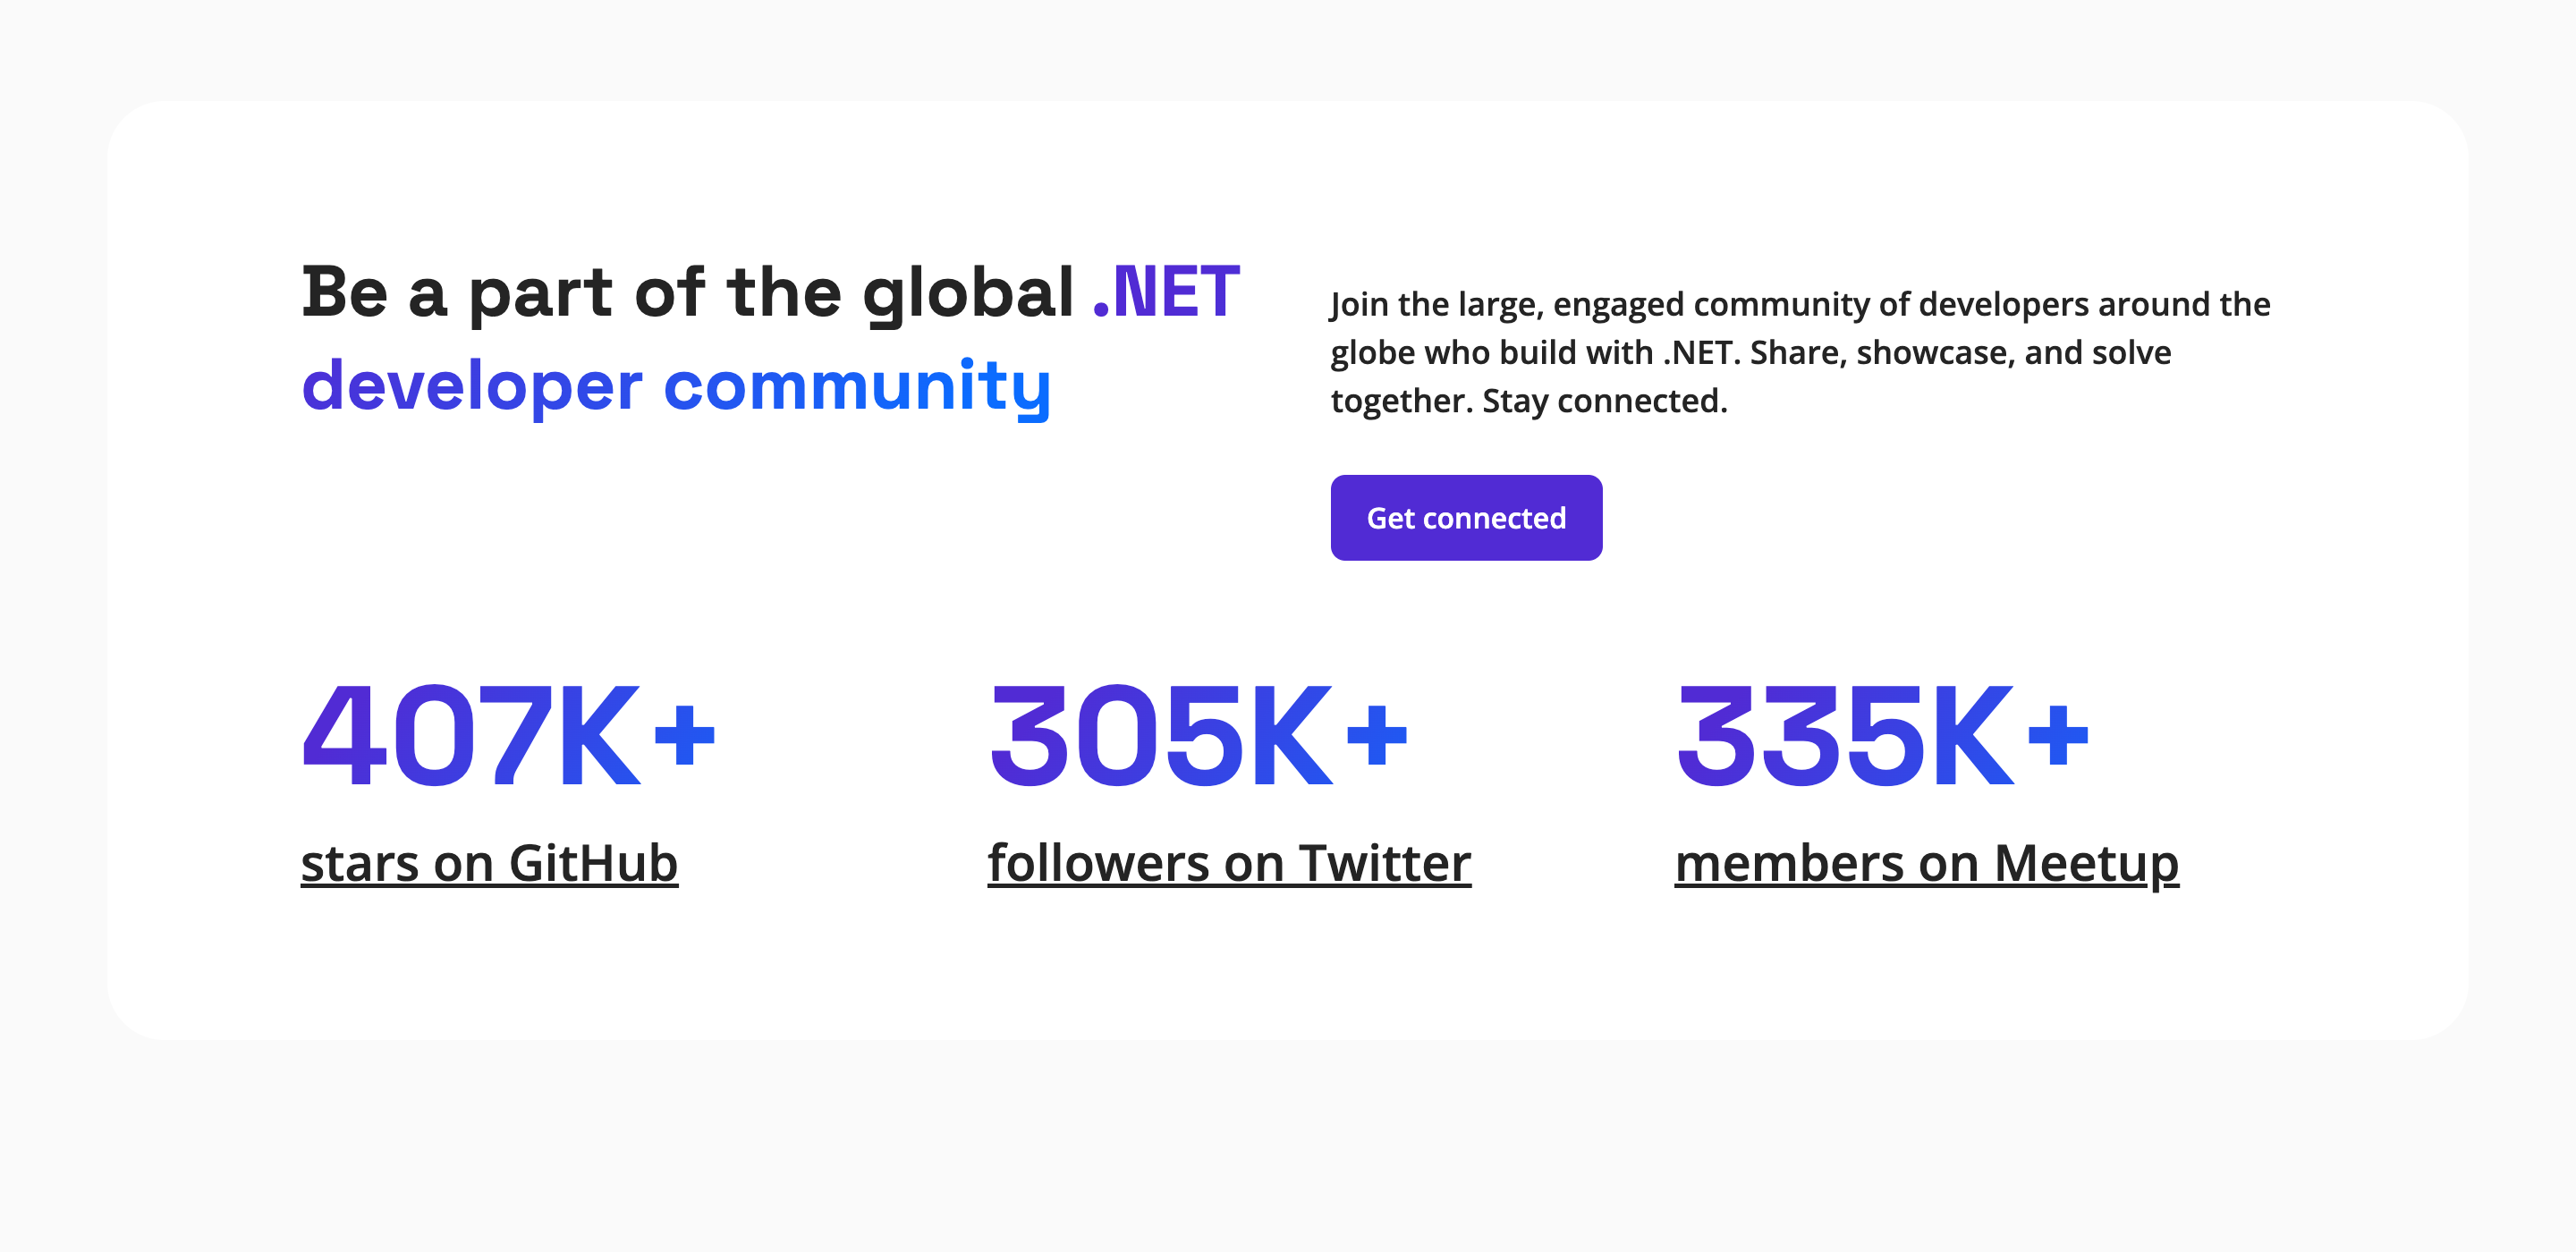 Be a part of the global .NET
developer community
Join the large, engaged community of developers around the
globe who build with .NET. Share, showcase, and solve
together. Stay connected.
Get connected
407K+
stars on GitHub
305K+
followers on Twitter
335K+
members on Meetup